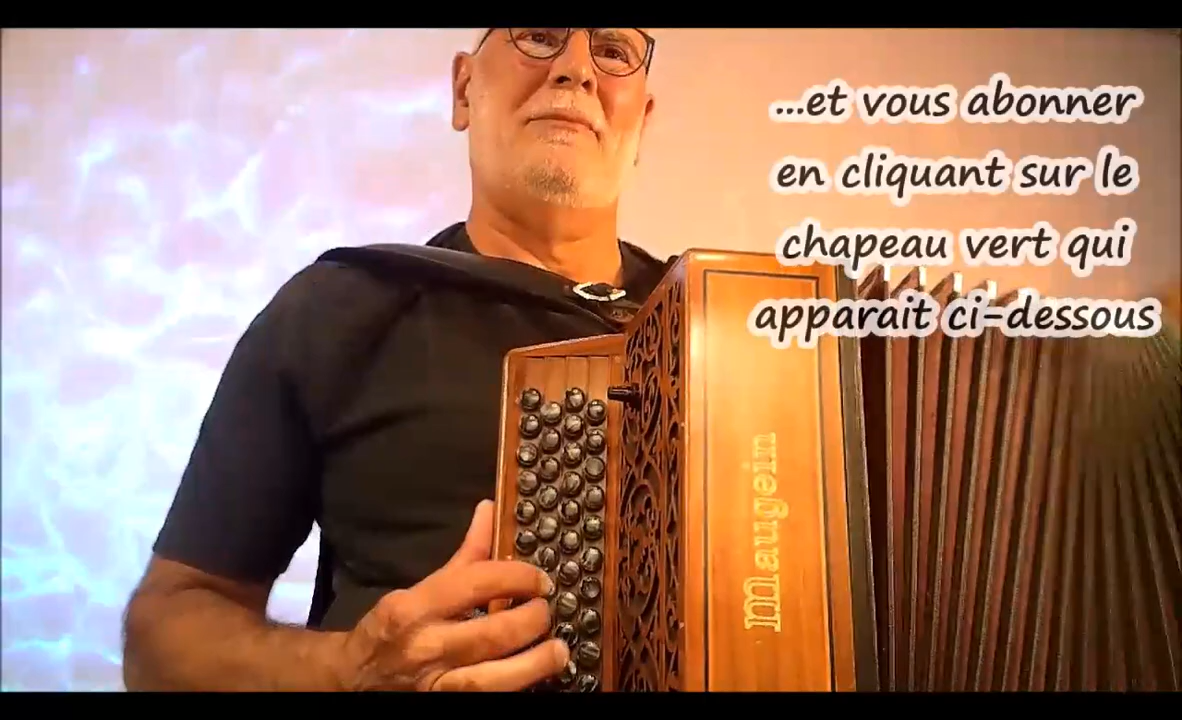 ...et vous abonner
en cliquant sur le
chapeau vert qui
apparait ci-dessous
maugein